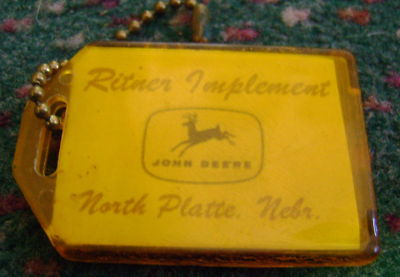 Ritner Implement
JOHN DEERE
North Platte, Nebr.